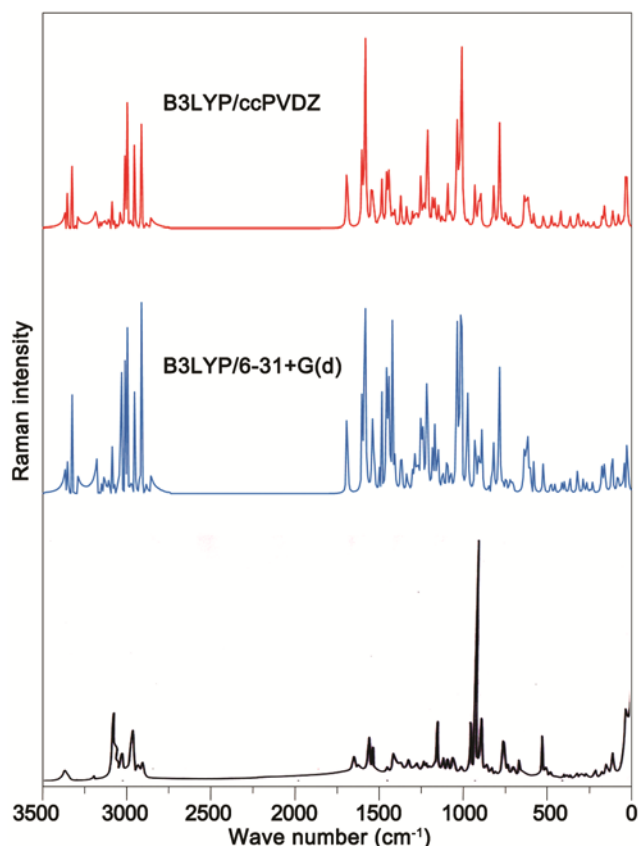 B3LYP/ccPVDZ
B3LYP/6-31+G(d)
Raman intensity
3500 3000 2500 2000 1500 1000 500 0
Wave number (cm⁻¹)